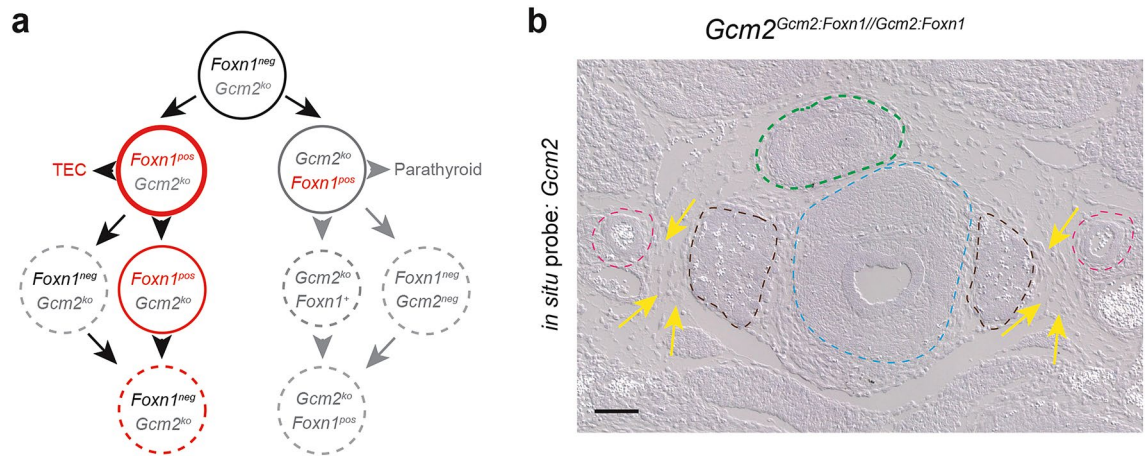 a
Foxn1neg
Gcm2ko
TEC
Foxn1pos
Gcm2ko
Gcm2ko
Foxn1pos
Parathyroid
Foxn1neg
Gcm2ko
Foxn1pos
Gcm2ko
Gcm2ko
Foxn1+
Foxn1neg
Gcm2neg
Foxn1neg
Gcm2ko
Gcm2ko
Foxn1pos
b
Gcm2Gcm2:Foxn1//Gcm2:Foxn1
in situ probe: Gcm2